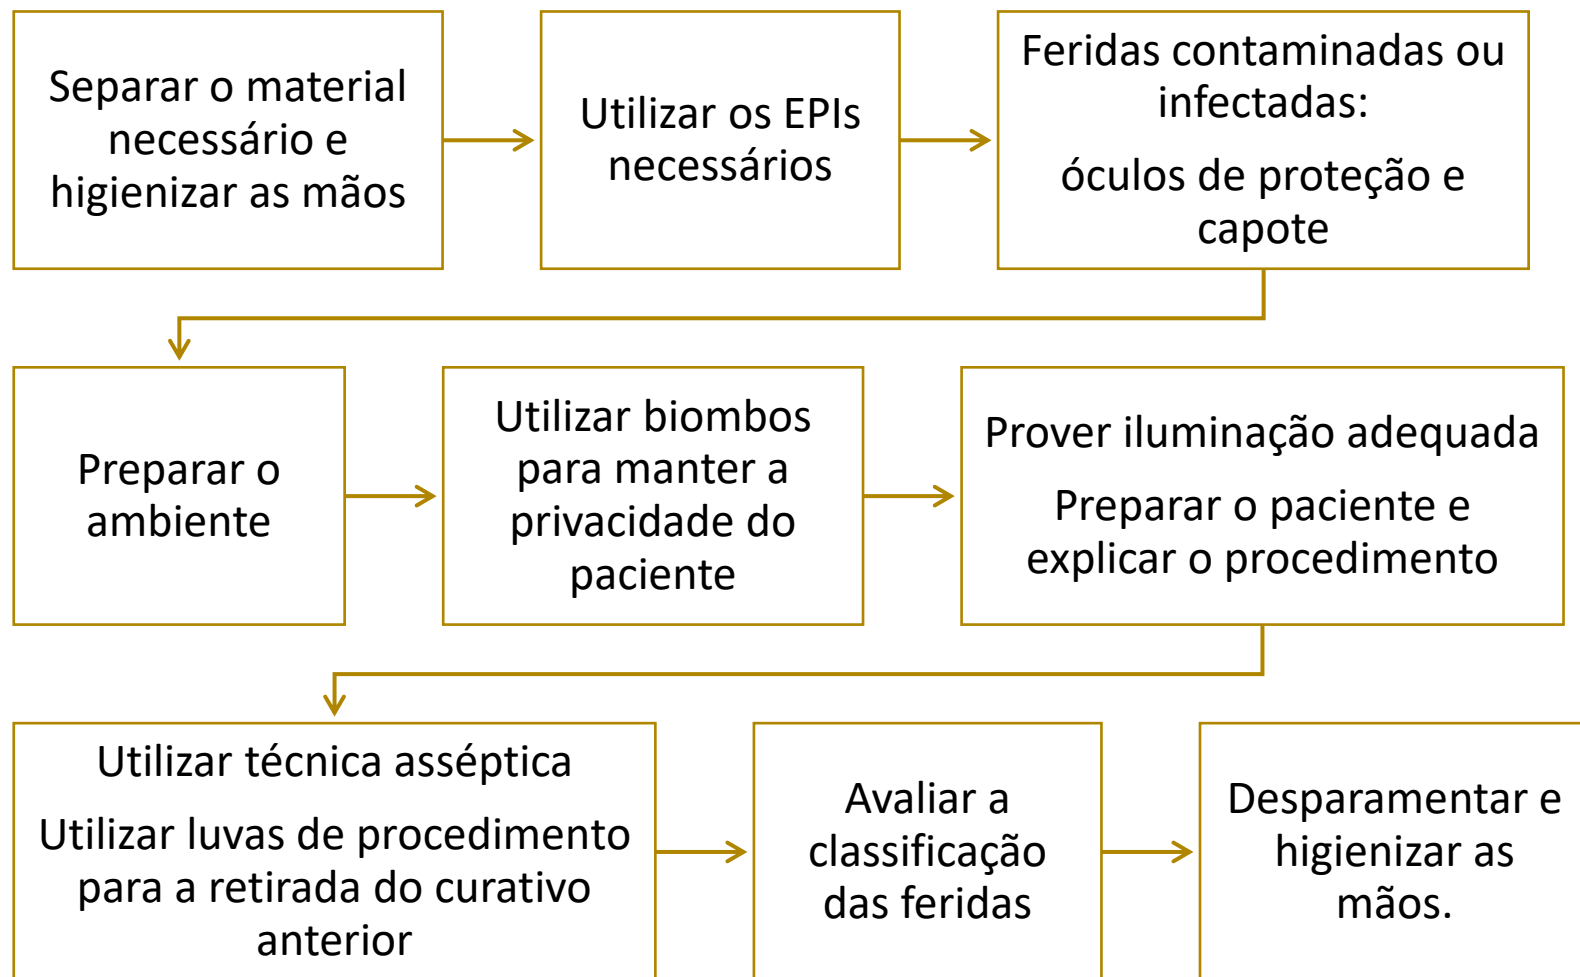 Separar o material
necessário e
higienizar as mãos
Utilizar os EPIs
necessários
Feridas contaminadas ou
infectadas:
óculos de proteção e
capote
Preparar o
ambiente
Utilizar biombos
para manter a
privacidade do
paciente
Prover iluminação adequada
Preparar o paciente e
explicar o procedimento
Utilizar técnica asséptica
Utilizar luvas de procedimento
para a retirada do curativo
anterior
Avaliar a
classificação
das feridas
Desparamentar e
higienizar as
mãos.